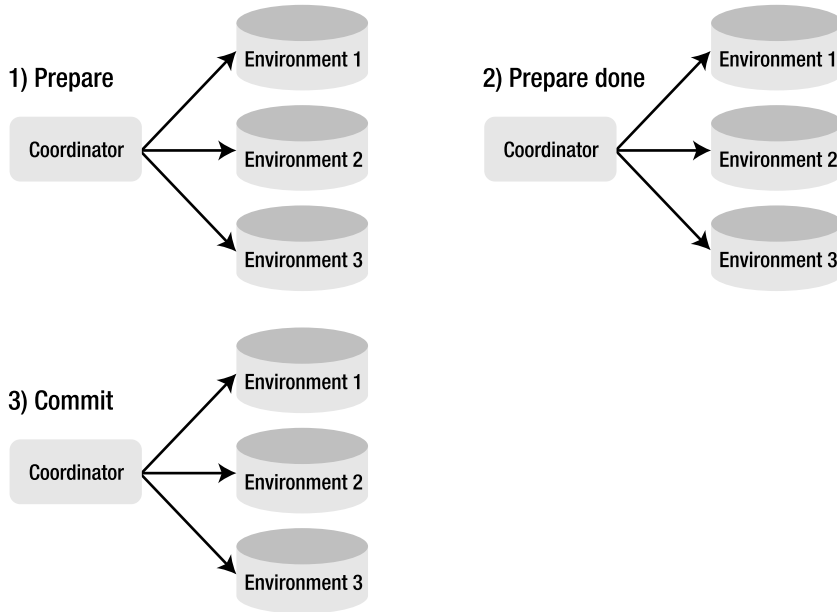 1) Prepare
Coordinator
Environment 1
Environment 2
Environment 3
2) Prepare done
Coordinator
Environment 1
Environment 2
Environment 3
3) Commit
Coordinator
Environment 1
Environment 2
Environment 3